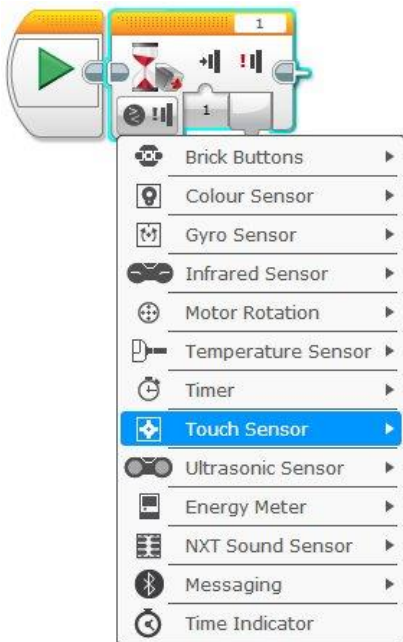 1
1
Brick Buttons
Colour Sensor
Gyro Sensor
Infrared Sensor
Motor Rotation
Temperature Sensor
Timer
Touch Sensor
Ultrasonic Sensor
Energy Meter
NXT Sound Sensor
Messaging
Time Indicator